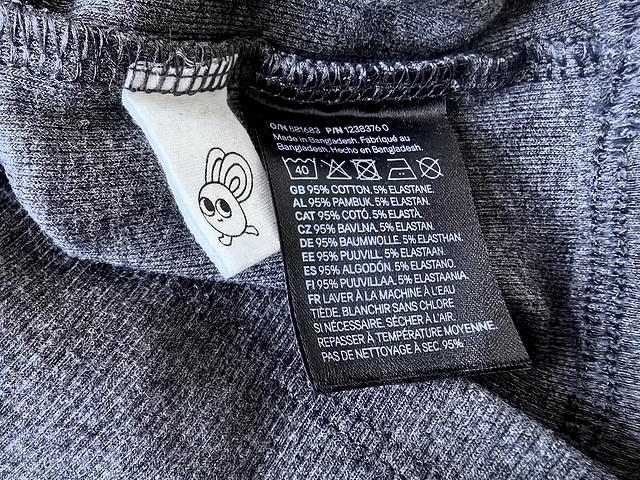 O/N 881683 P/N 1238376 0
Made in Bangladesh. Fabriqué au
Bangladesh. Hecho en Bangladesh.
40
GB 95% COTTON. 5% ELASTANE.
AL 95% PAMBUK. 5% ELASTAN.
CAT 95% COTÓ. 5% ELASTÀ.
CZ 95% BAVLNA. 5% ELASTAN.
DE 95% BAUMWOLLE. 5% ELASTHAN.
EE 95% PUUVILL. 5% ELASTAAN.
ES 95% ALGODÓN. 5% ELASTANO.
FI 95% PUUVILLAA. 5% ELASTAANIA.
FR LAVER À LA MACHINE À L'EAU
TIÈDE. BLANCHIR SANS CHLORE
SI NÉCESSAIRE. SÉCHER À L'AIR.
REPASSER À TEMPÉRATURE MOYENNE.
PAS DE NETTOYAGE À SEC. 95%